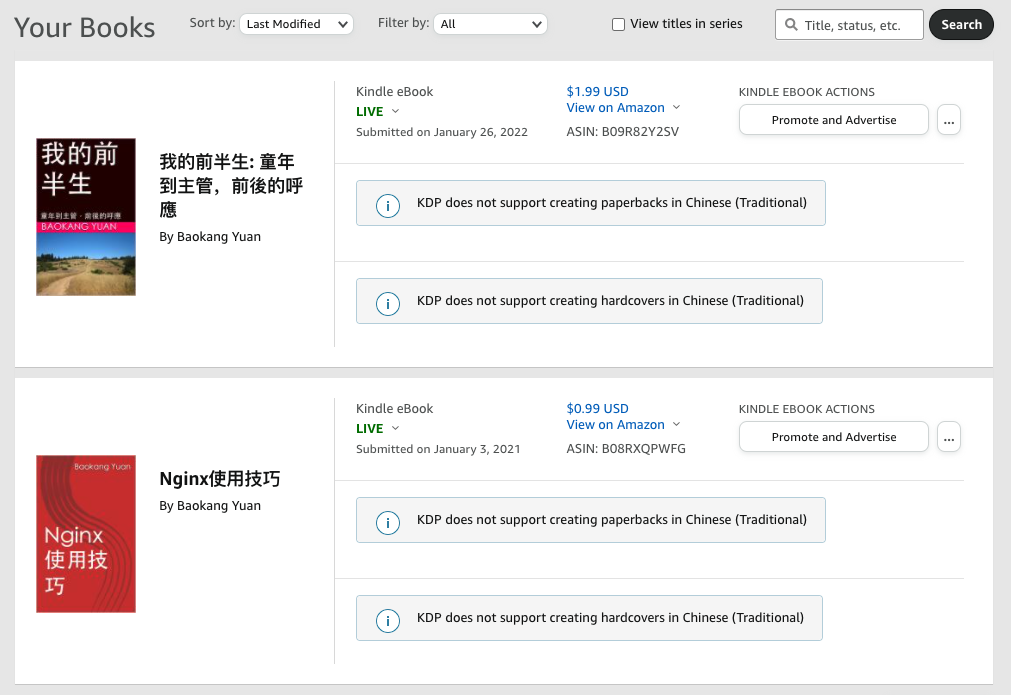 Your Books
Sort by: Last Modified
Filter by: All
View titles in series
Title, status, etc.
Search
我的前
半生
童年到主管，前後的呼應
BAOKANG YUAN
我的前半生: 童年
到主管，前後的呼
應
By Baokang Yuan
Kindle eBook
LIVE
Submitted on January 26, 2022
$1.99 USD
View on Amazon
ASIN: B09R82Y2SV
KINDLE EBOOK ACTIONS
Promote and Advertise
...
KDP does not support creating paperbacks in Chinese (Traditional)
KDP does not support creating hardcovers in Chinese (Traditional)
Baokang Yuan
Nginx
使用技
巧
Nginx使用技巧
By Baokang Yuan
Kindle eBook
LIVE
Submitted on January 3, 2021
$0.99 USD
View on Amazon
ASIN: B08RXQPWFG
KINDLE EBOOK ACTIONS
Promote and Advertise
...
KDP does not support creating paperbacks in Chinese (Traditional)
KDP does not support creating hardcovers in Chinese (Traditional)